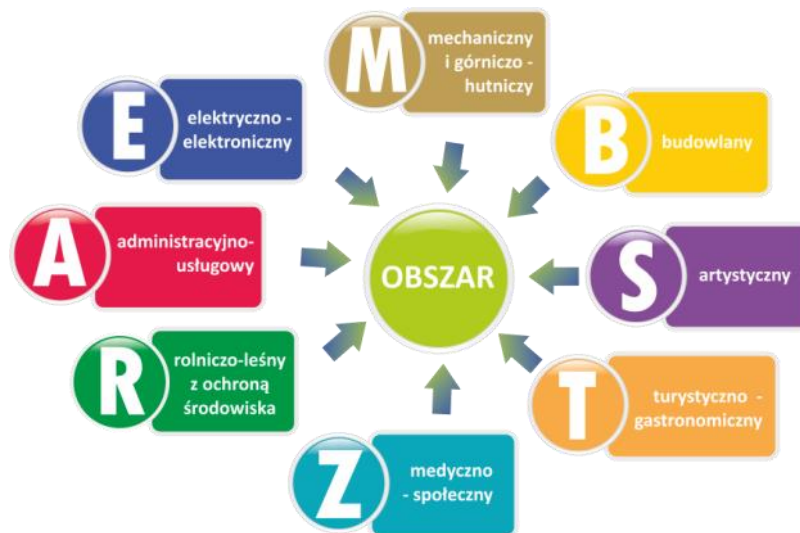 M
mechaniczny
i górniczo -
hutniczy
E
elektryczno -
elektroniczny
B
budowlany
A
administracyjno-
usługowy
OBSZAR
S
artystyczny
R
rolniczo-leśny
z ochroną
środowiska
T
turystyczno -
gastronomiczny
Z
medyczno
- społeczny